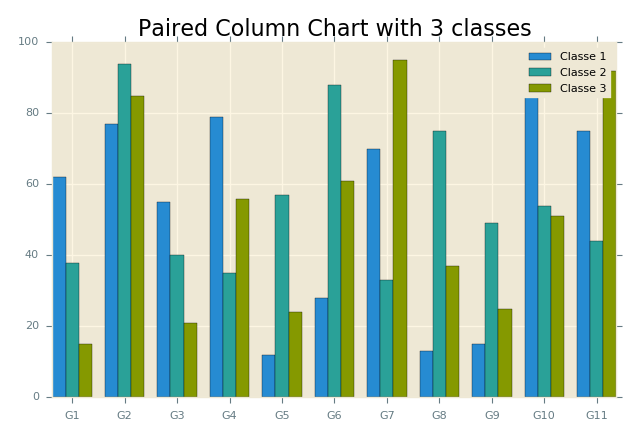 Paired Column Chart with 3 classes
100
80
60
40
20
0
Classe 1
Classe 2
Classe 3
G1 G2 G3 G4 G5 G6 G7 G8 G9 G10 G11